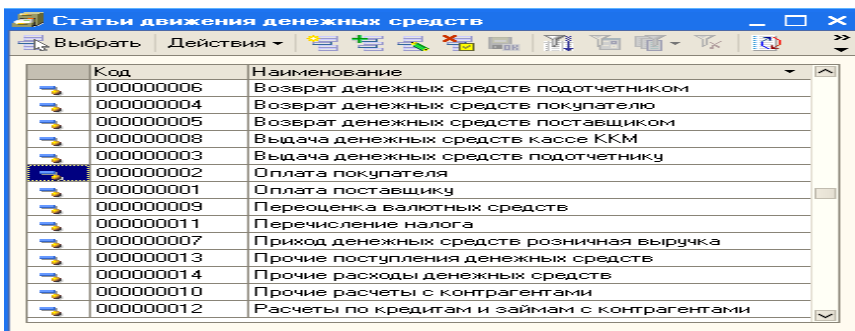 Статьи движения денежных средств
Выбрать Действия
Код Наименование
000000006 Возврат денежных средств подотчетником
000000004 Возврат денежных средств покупателю
000000005 Возврат денежных средств поставщиком
000000008 Выдача денежных средств кассе ККМ
000000003 Выдача денежных средств подотчетнику
000000002 Оплата покупателя
000000001 Оплата поставщику
000000009 Переоценка валютных средств
000000011 Перечисление налога
000000007 Приход денежных средств розничная выручка
000000013 Прочие поступления денежных средств
000000014 Прочие расходы денежных средств
000000010 Прочие расчеты с контрагентами
000000012 Расчеты по кредитам и займам с контрагентами